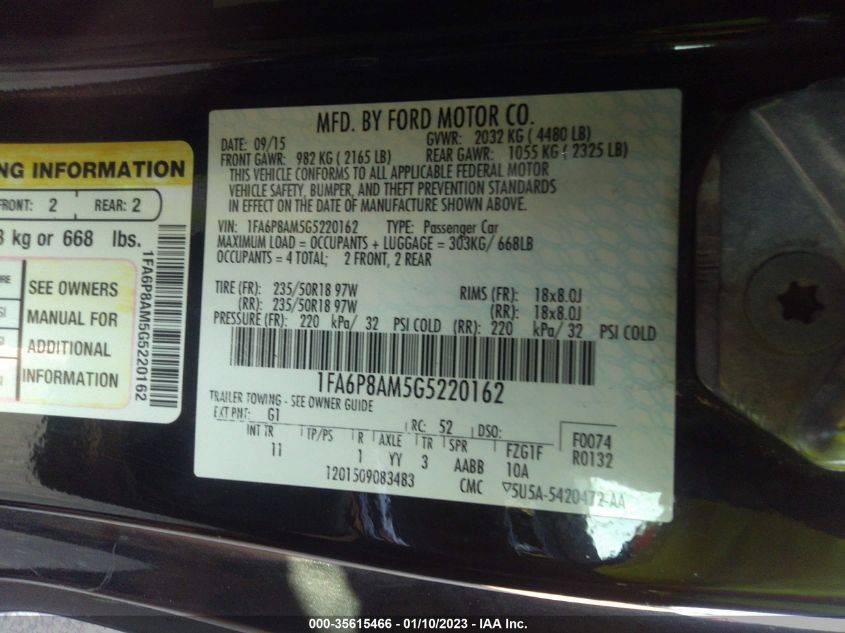 NG INFORMATION
FRONT: 2 REAR: 2
kg or 668 lbs.
SEE OWNERS
MANUAL FOR
ADDITIONAL
INFORMATION
1FA6P8AM5G5220162
MFD. BY FORD MOTOR CO.
DATE: 09/15 GVWR: 2032 KG ( 4480 LB)
FRONT GAWR: 982 KG ( 2165 LB) REAR GAWR: 1055 KG ( 2325 LB)
THIS VEHICLE CONFORMS TO ALL APPLICABLE FEDERAL MOTOR
VEHICLE SAFETY, BUMPER, AND THEFT PREVENTION STANDARDS
IN EFFECT ON THE DATE OF MANUFACTURE SHOWN ABOVE.
VIN: 1FA6P8AM5G5220162 TYPE: Passenger Car
MAXIMUM LOAD = OCCUPANTS + LUGGAGE = 303KG/ 668LB
OCCUPANTS = 4 TOTAL; 2 FRONT, 2 REAR
TIRE (FR): 235/50R18 97W RIMS (FR): 18x8.0J
(RR): 235/50R18 97W (RR): 18x8.0J
PRESSURE (FR): 220 kPa/ 32 PSI COLD (RR): 220 kPa/ 32 PSI COLD
1FA6P8AM5G5220162
TRAILER TOWING - SEE OWNER GUIDE
EXT PNT: G1 RC: 52 DSO:
INT TR TP/PS R AXLE TR SPR FZG1F F0074
11 1 YY 3 AABB 10A R0132
1201509083483 CMC 5U5A-5420472-AA
000-35615466 - 01/10/2023 - IAA Inc.